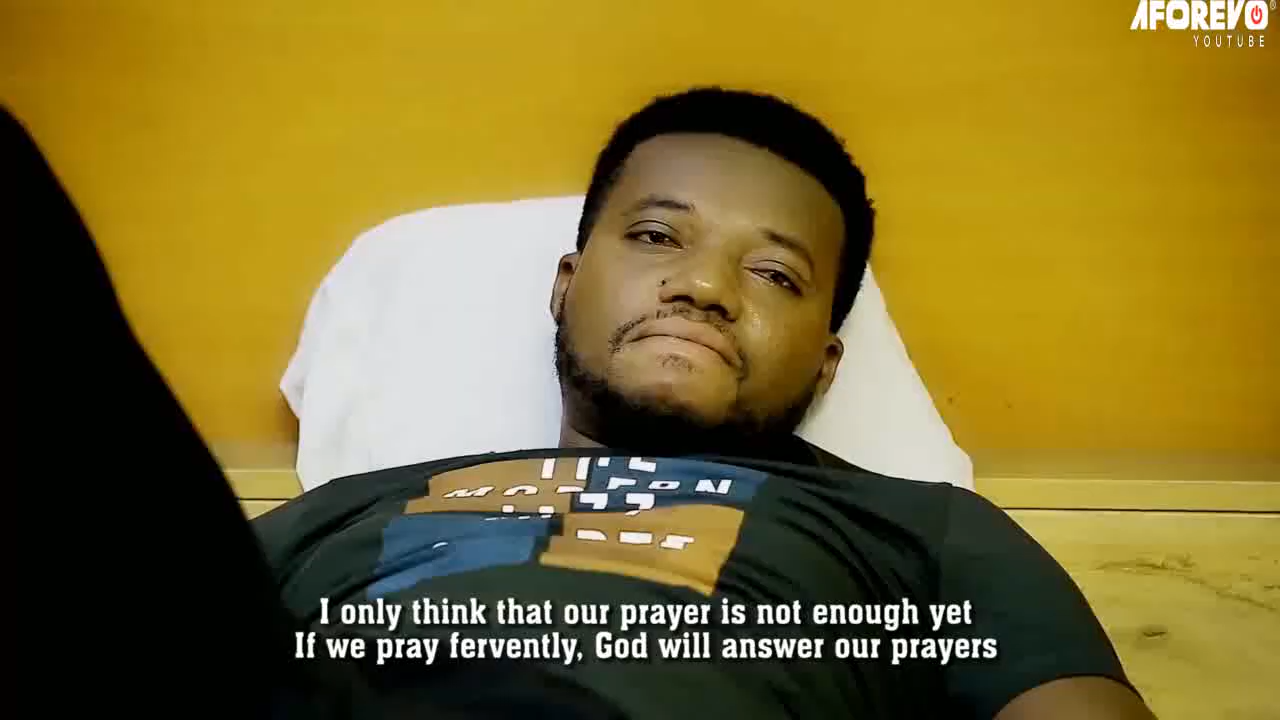 AFOREVO
YOUTUBE
I only think that our prayer is not enough yet
If we pray fervently, God will answer our prayers